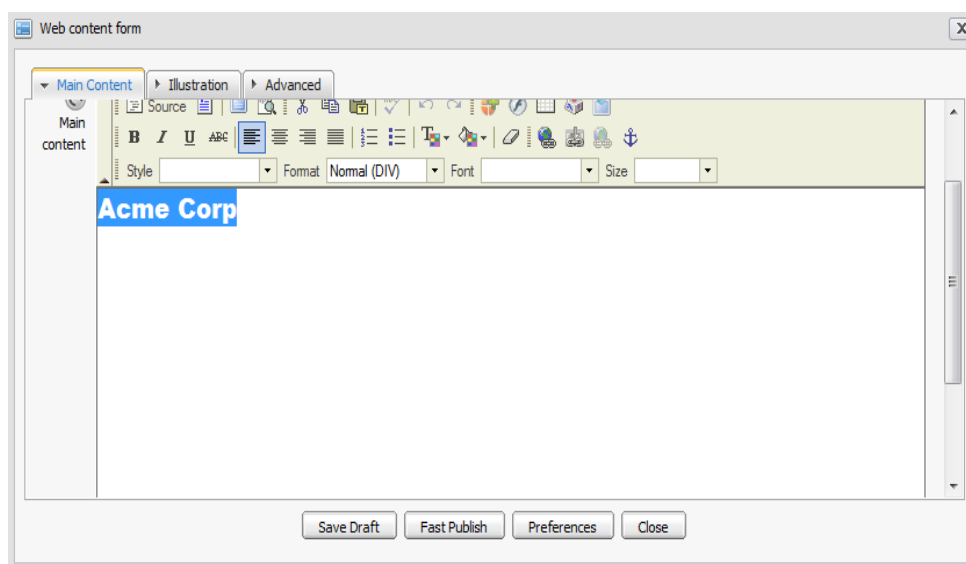 Web content form X
Main Content Illustration Advanced
Main content
Source
B I U ABC
Style Format Normal (DIV) Font Size
Acme Corp
Save Draft Fast Publish Preferences Close